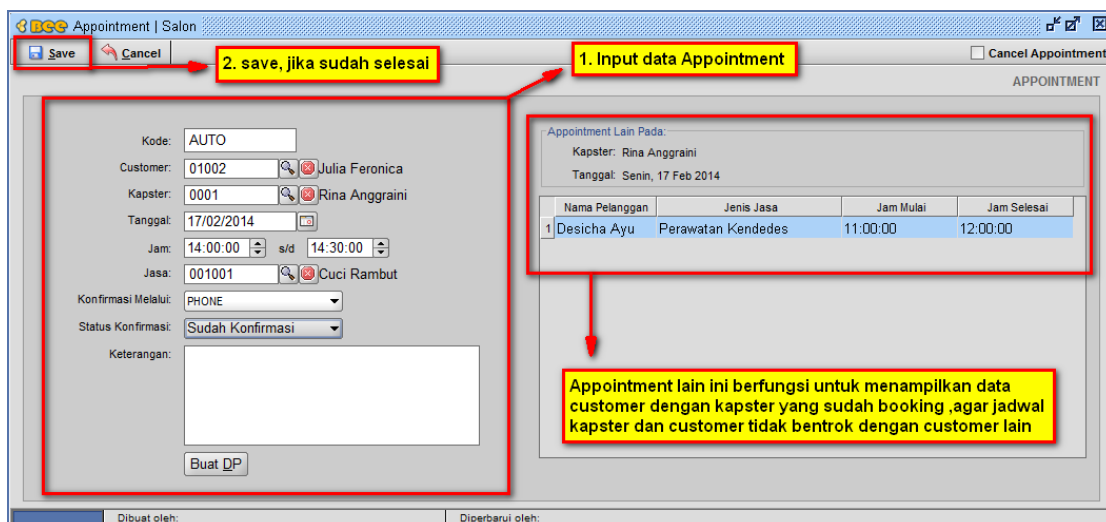 BEE Appointment | Salon
Save Cancel Cancel Appointment
2. save, jika sudah selesai
1. Input data Appointment
APPOINTMENT
Kode: AUTO
Customer: 01002 Julia Feronica
Kapster: 0001 Rina Anggraini
Tanggal: 17/02/2014
Jam: 14:00:00 s/d 14:30:00
Jasa: 001001 Cuci Rambut
Konfirmasi Melalui: PHONE
Status Konfirmasi: Sudah Konfirmasi
Keterangan:
Buat DP
Appointment Lain Pada:
Kapster: Rina Anggraini
Tanggal: Senin, 17 Feb 2014
Nama Pelanggan Jenis Jasa Jam Mulai Jam Selesai
1 Desicha Ayu Perawatan Kendedes 11:00:00 12:00:00
Appointment lain ini berfungsi untuk menampilkan data
customer dengan kapster yang sudah booking ,agar jadwal
kapster dan customer tidak bentrok dengan customer lain
Dibuat oleh: Diperbarui oleh: